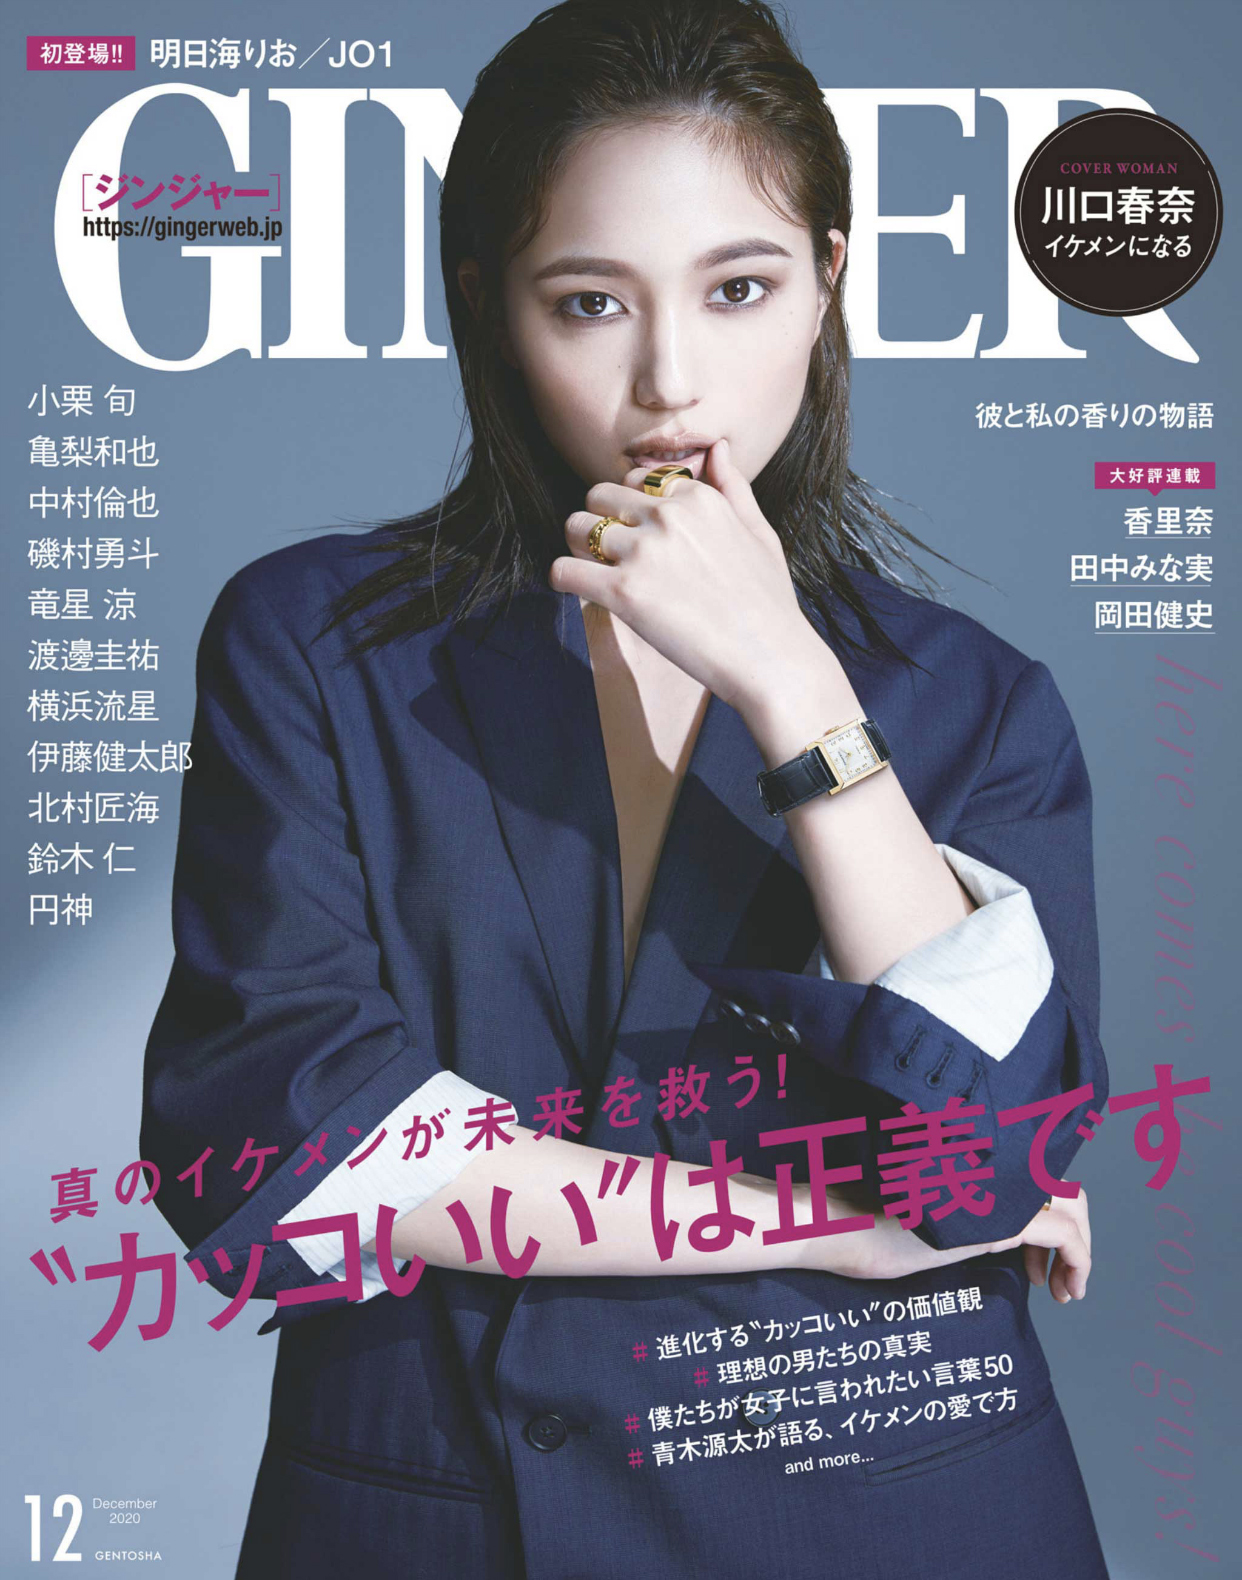 初登場!! 明日海りお／JO1
GINGER
[ジンジャー]
https://gingerweb.jp
COVER WOMAN
川口春奈
イケメンになる
小栗 旬
亀梨和也
中村倫也
磯村勇斗
竜星 涼
渡邊圭祐
横浜流星
伊藤健太郎
北村匠海
鈴木 仁
円神
彼と私の香りの物語
大好評連載
香里奈
田中みな実
岡田健史
here comes the cool guys!
真のイケメンが未来を救う!
〝カッコいい〟は正義です
# 進化する〝カッコいい〟の価値観
# 理想の男たちの真実
# 僕たちが女子に言われたい言葉50
# 青木源太が語る、イケメンの愛で方
and more...
12
December
2020
GENTOSHA